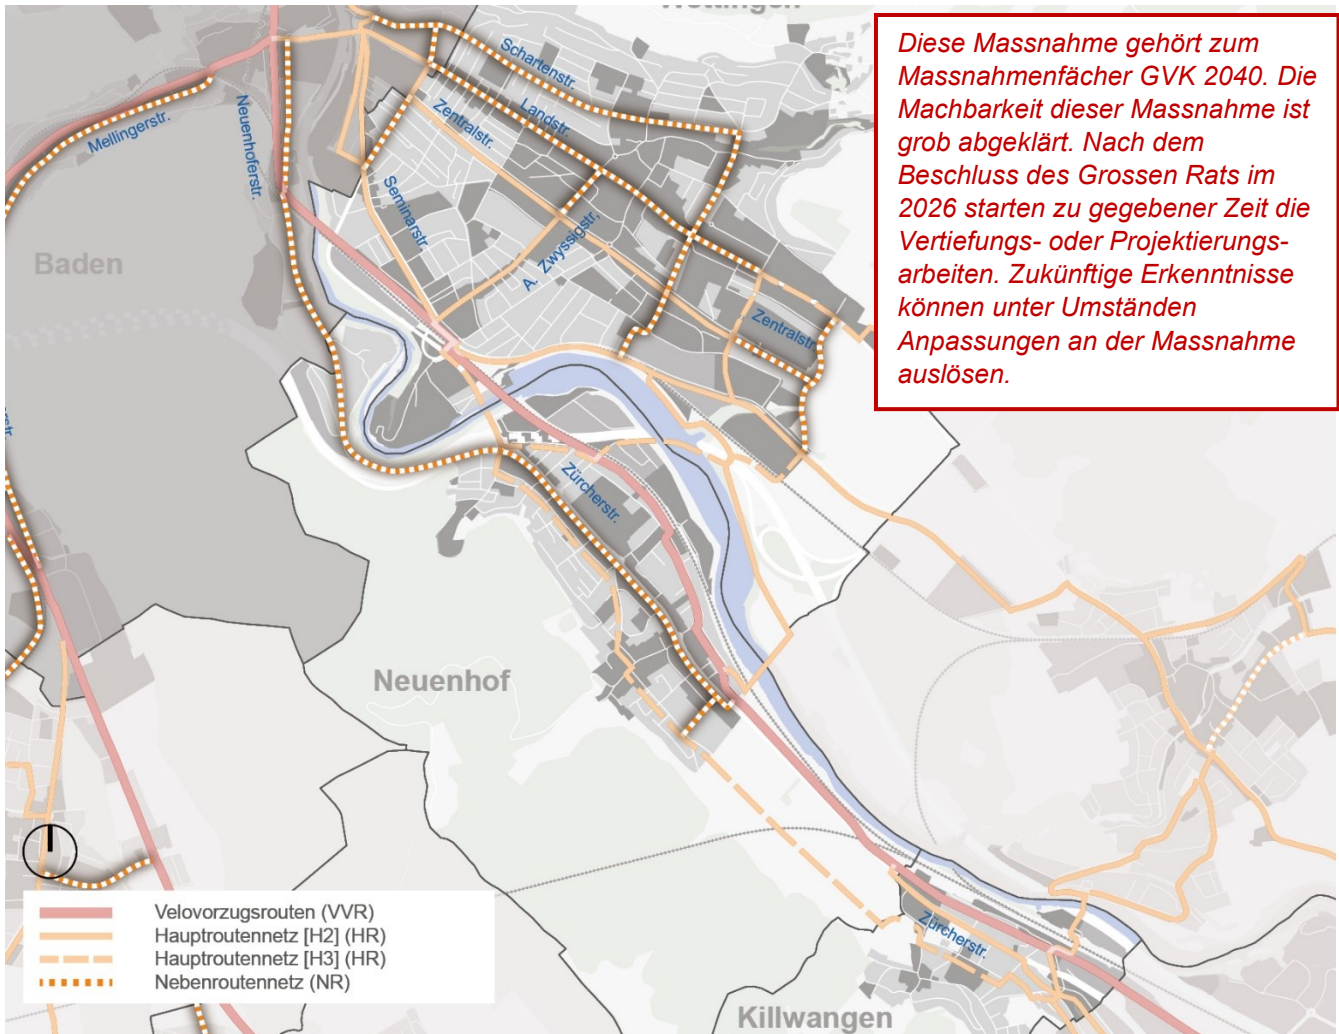 Wettingen
Diese Massnahme gehört zum
Massnahmenfächer GVK 2040. Die
Machbarkeit dieser Massnahme ist
grob abgeklärt. Nach dem
Beschluss des Grossen Rats im
2026 starten zu gegebener Zeit die
Vertiefungs- oder Projektierungs-
arbeiten. Zukünftige Erkenntnisse
können unter Umständen
Anpassungen an der Massnahme
auslösen.
Schartenstr.
Landstr.
Zentralstr.
Mellingerstr.
Neuenhoferstr.
Seminarstr.
A. Zwyssigstr.
Baden
Zentralstr.
Zürcherstr.
Neuenhof
Zürcherstr.
Killwangen
Velovorzugsrouten (VVR)
Hauptroutennetz [H2] (HR)
Hauptroutennetz [H3] (HR)
Nebenroutennetz (NR)